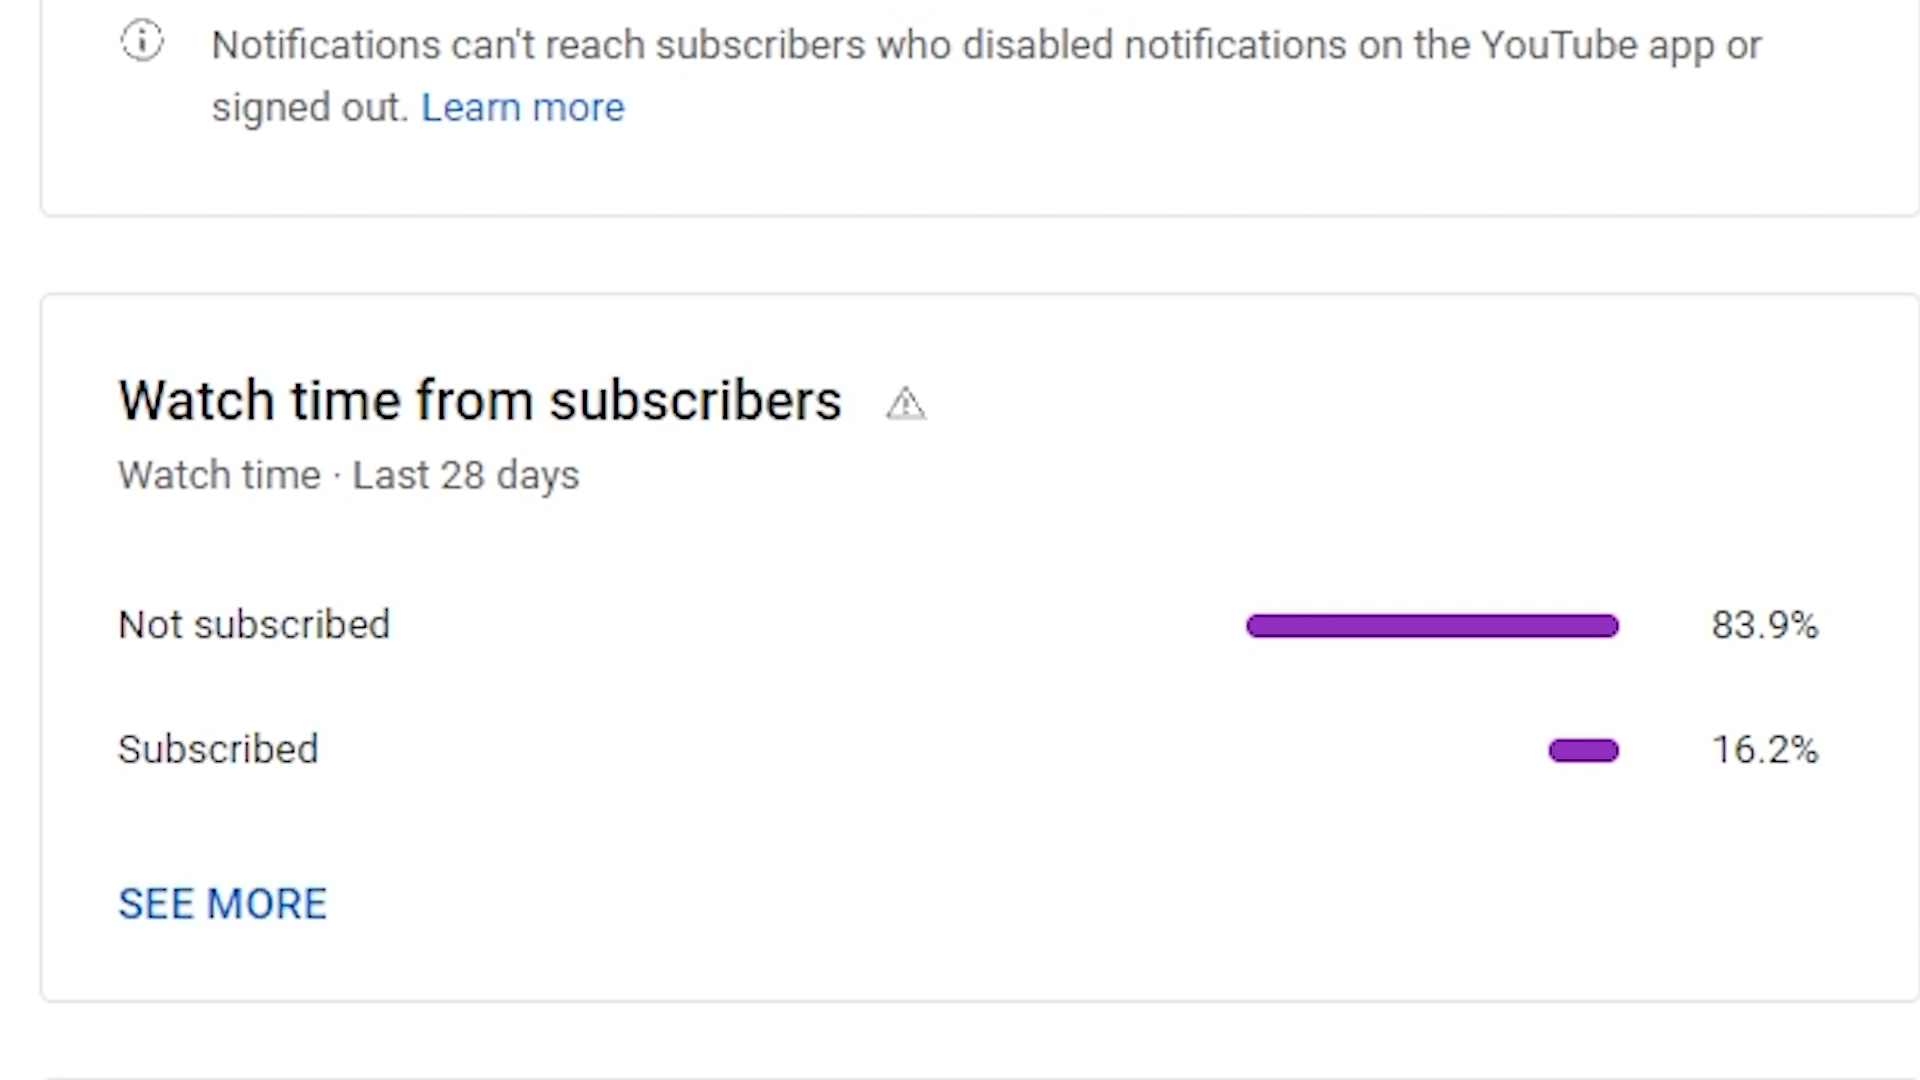 Notifications can't reach subscribers who disabled notifications on the YouTube app or
signed out. Learn more
Watch time from subscribers
Watch time · Last 28 days
Not subscribed 83.9%
Subscribed 16.2%
SEE MORE